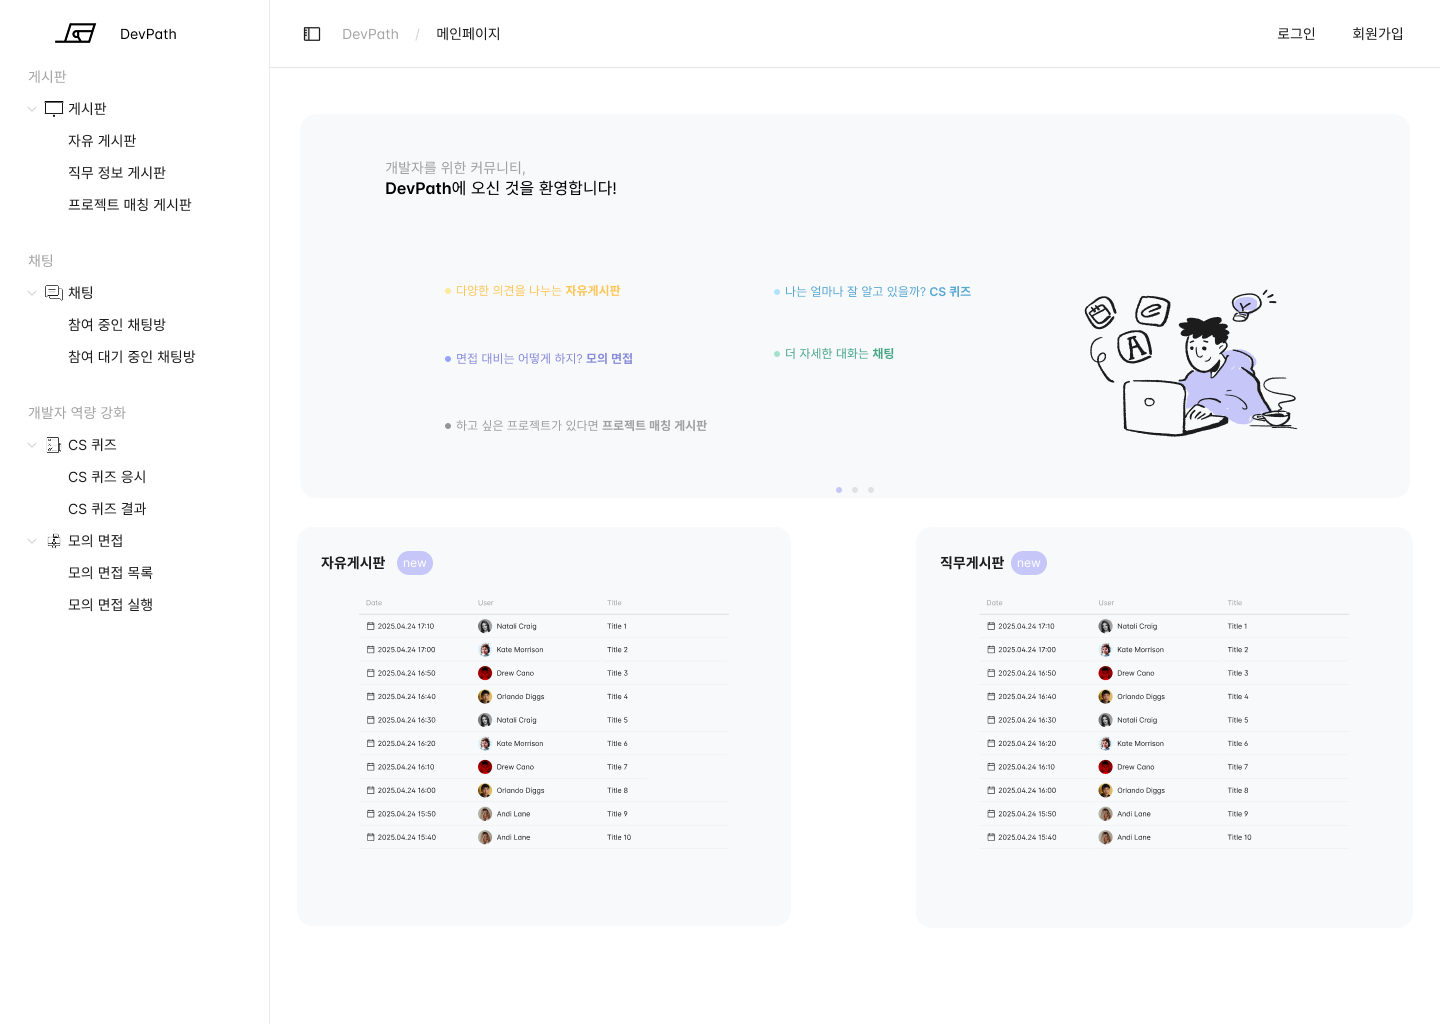 DevPath
게시판
게시판
자유 게시판
직무 정보 게시판
프로젝트 매칭 게시판
채팅
채팅
참여 중인 채팅방
참여 대기 중인 채팅방
개발자 역량 강화
CS 퀴즈
CS 퀴즈 응시
CS 퀴즈 결과
모의 면접
모의 면접 목록
모의 면접 실행
DevPath / 메인페이지
로그인 회원가입
개발자를 위한 커뮤니티,
DevPath에 오신 것을 환영합니다!
다양한 의견을 나누는 자유게시판
나는 얼마나 잘 알고 있을까? CS 퀴즈
면접 대비는 어떻게 하지? 모의 면접
더 자세한 대화는 채팅
하고 싶은 프로젝트가 있다면 프로젝트 매칭 게시판
A
자유게시판 new
Date User Title
2025.04.24 17:10 Natali Craig Title 1
2025.04.24 17:00 Kate Morrison Title 2
2025.04.24 16:50 Drew Cano Title 3
2025.04.24 16:40 Orlando Diggs Title 4
2025.04.24 16:30 Natali Craig Title 5
2025.04.24 16:20 Kate Morrison Title 6
2025.04.24 16:10 Drew Cano Title 7
2025.04.24 16:00 Orlando Diggs Title 8
2025.04.24 15:50 Andi Lane Title 9
2025.04.24 15:40 Andi Lane Title 10
직무게시판 new
Date User Title
2025.04.24 17:10 Natali Craig Title 1
2025.04.24 17:00 Kate Morrison Title 2
2025.04.24 16:50 Drew Cano Title 3
2025.04.24 16:40 Orlando Diggs Title 4
2025.04.24 16:30 Natali Craig Title 5
2025.04.24 16:20 Kate Morrison Title 6
2025.04.24 16:10 Drew Cano Title 7
2025.04.24 16:00 Orlando Diggs Title 8
2025.04.24 15:50 Andi Lane Title 9
2025.04.24 15:40 Andi Lane Title 10